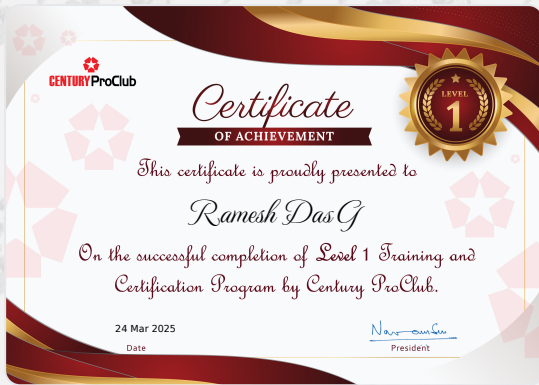 CENTURY ProClub
LEVEL
1
Certificate
OF ACHIEVEMENT
This certificate is proudly presented to
Ramesh Das G
On the successful completion of Level 1 Training and
Certification Program by Century ProClub.
24 Mar 2025
Date
President